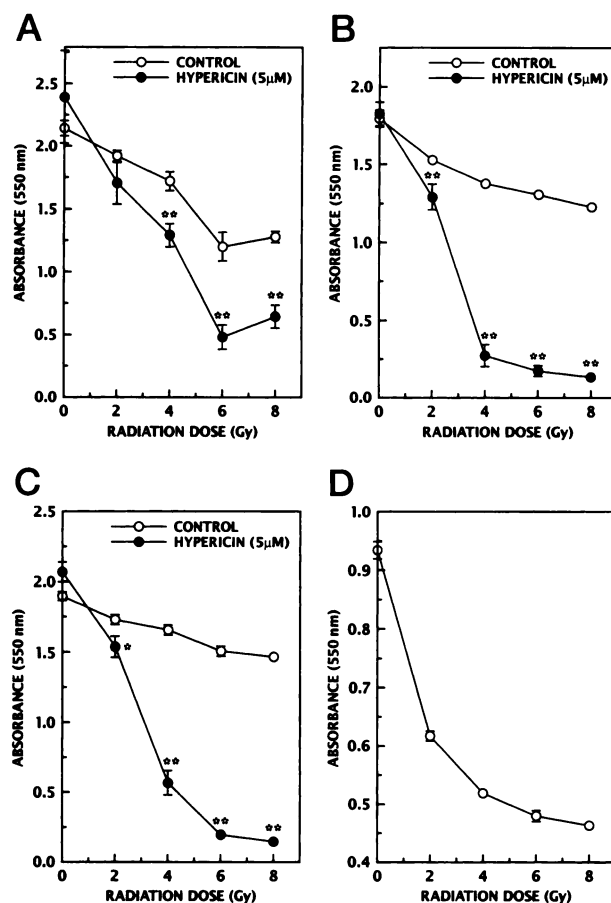 A
CONTROL
HYPERICIN (5µM)
ABSORBANCE (550 nm)
2.5
2.0
1.5
1.0
0.5
0.0
☆☆
☆☆
☆☆
0 2 4 6 8
RADIATION DOSE (Gy)
B
CONTROL
HYPERICIN (5µM)
ABSORBANCE (550 nm)
2.0
1.5
1.0
0.5
0.0
☆☆
☆☆
☆☆
☆☆
0 2 4 6 8
RADIATION DOSE (Gy)
C
CONTROL
HYPERICIN (5µM)
ABSORBANCE (550 nm)
2.5
2.0
1.5
1.0
0.5
0.0
☆
☆☆
☆☆
☆☆
0 2 4 6 8
RADIATION DOSE (Gy)
D
ABSORBANCE (550 nm)
1.0
0.9
0.8
0.7
0.6
0.5
0.4
0 2 4 6 8
RADIATION DOSE (Gy)